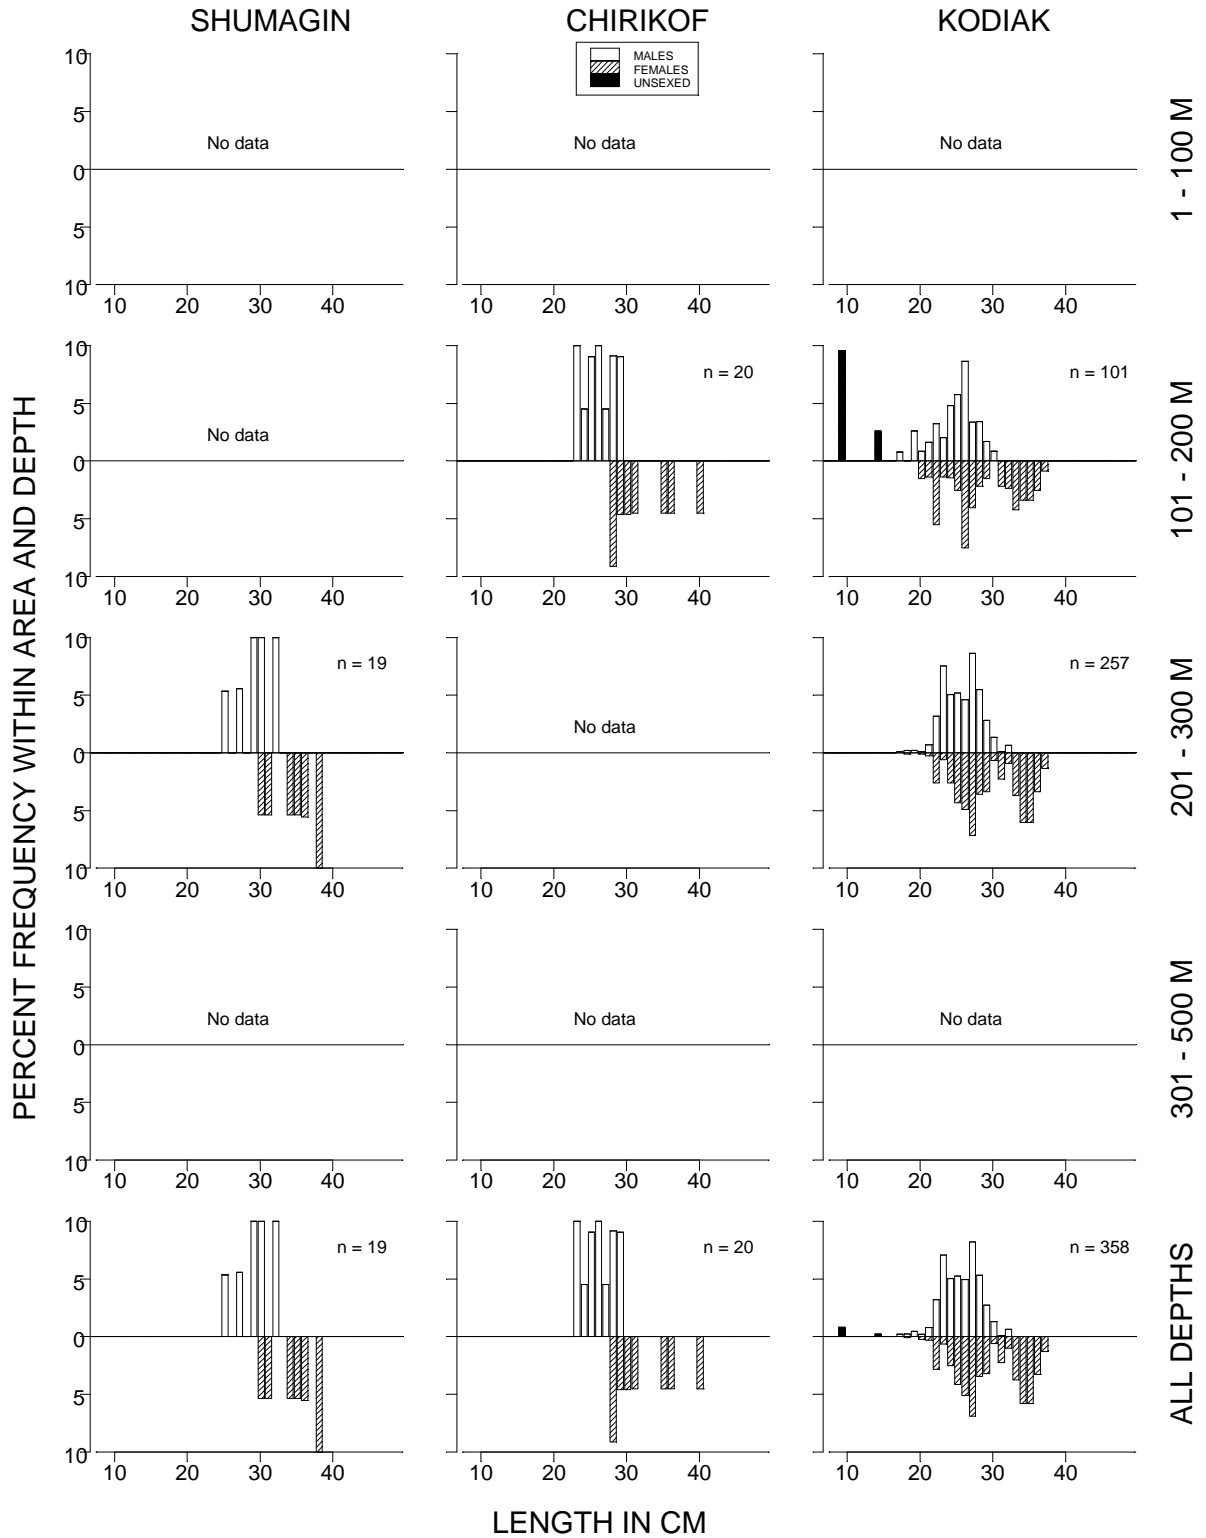 SHUMAGIN CHIRIKOF KODIAK
MALES
FEMALES
UNSEXED
PERCENT FREQUENCY WITHIN AREA AND DEPTH
10 5 0 5 10
No data No data No data
1 - 100 M
10 20 30 40 10 20 30 40 10 20 30 40
10 5 0 5 10
No data n = 20 n = 101
101 - 200 M
10 20 30 40 10 20 30 40 10 20 30 40
10 5 0 5 10
n = 19 No data n = 257
201 - 300 M
10 20 30 40 10 20 30 40 10 20 30 40
10 5 0 5 10
No data No data No data
301 - 500 M
10 20 30 40 10 20 30 40 10 20 30 40
10 5 0 5 10
n = 19 n = 20 n = 358
ALL DEPTHS
10 20 30 40 10 20 30 40 10 20 30 40
LENGTH IN CM